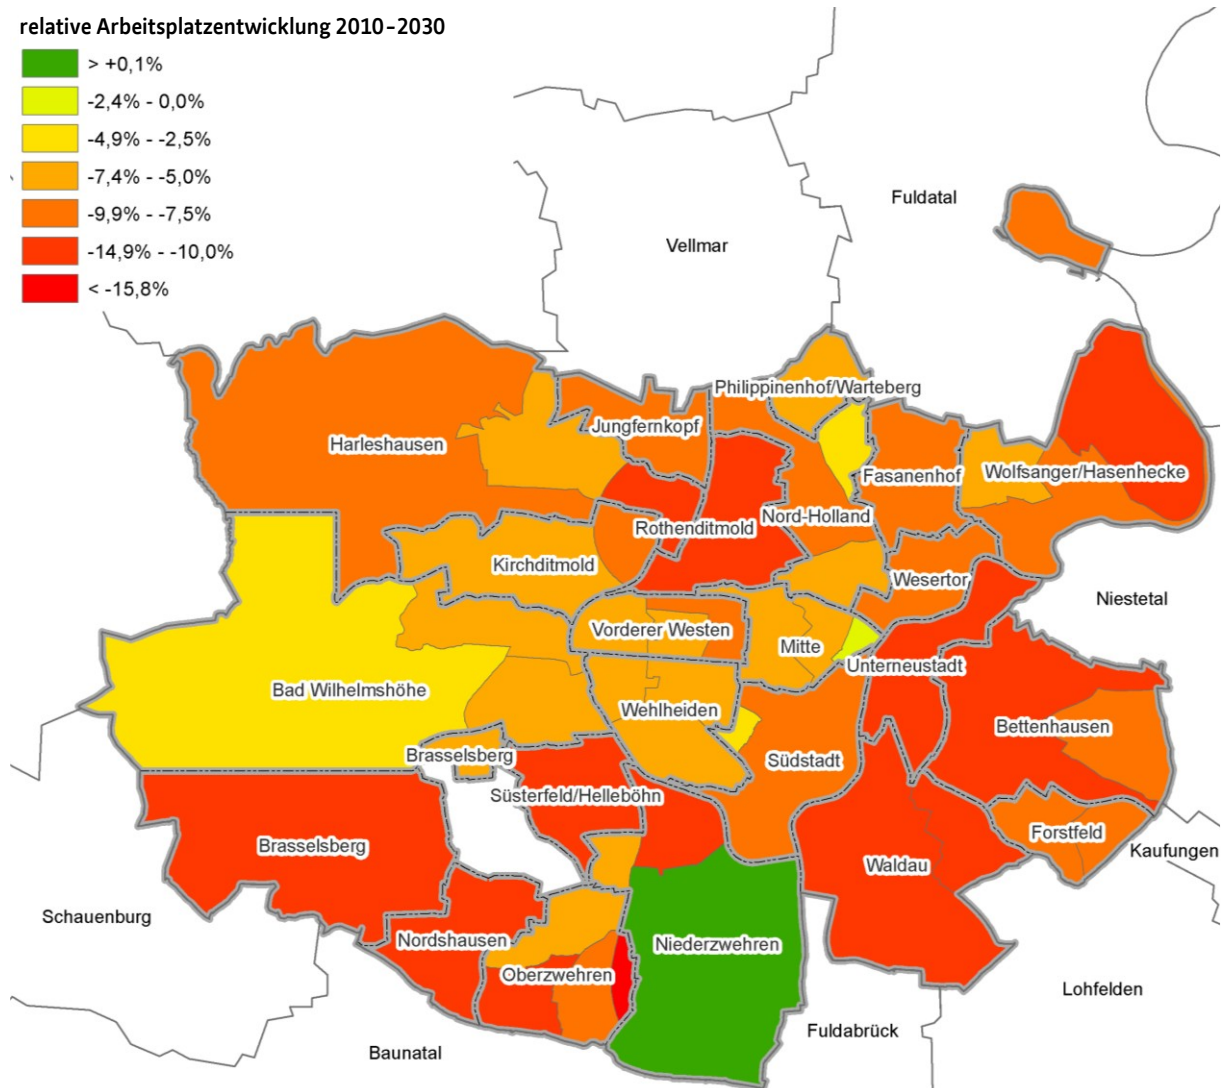 relative Arbeitsplatzentwicklung 2010-2030
> +0,1%
-2,4% - 0,0%
-4,9% - -2,5%
-7,4% - -5,0%
-9,9% - -7,5%
-14,9% - -10,0%
< -15,8%
Fuldatal
Vellmar
Philippinenhof/Warteberg
Jungfernkopf
Harleshausen
Fasanenhof
Wolfsanger/Hasenhecke
Nord-Holland
Rothenditmold
Kirchditmold
Wesertor
Niestetal
Vorderer Westen
Mitte
Unterneustadt
Bad Wilhelmshöhe
Wehlheiden
Bettenhausen
Brasselsberg
Südstadt
Süsterfeld/Helleböhn
Forstfeld
Brasselsberg
Kaufungen
Waldau
Schauenburg
Nordshausen
Niederzwehren
Oberzwehren
Lohfelden
Fuldabrück
Baunatal